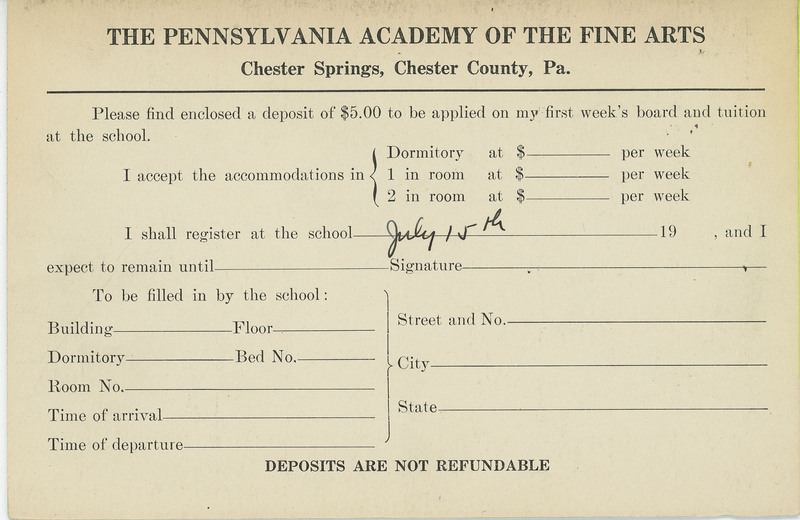 THE PENNSYLVANIA ACADEMY OF THE FINE ARTS
Chester Springs, Chester County, Pa.
Please find enclosed a deposit of $5.00 to be applied on my first week's board and tuition
at the school.
I accept the accommodations in
Dormitory at $ per week
1 in room at $ per week
2 in room at $ per week
I shall register at the school July 15th 19 , and I
expect to remain until Signature
To be filled in by the school:
Building Floor
Dormitory Bed No.
Room No.
Time of arrival
Time of departure
Street and No.
City
State
DEPOSITS ARE NOT REFUNDABLE